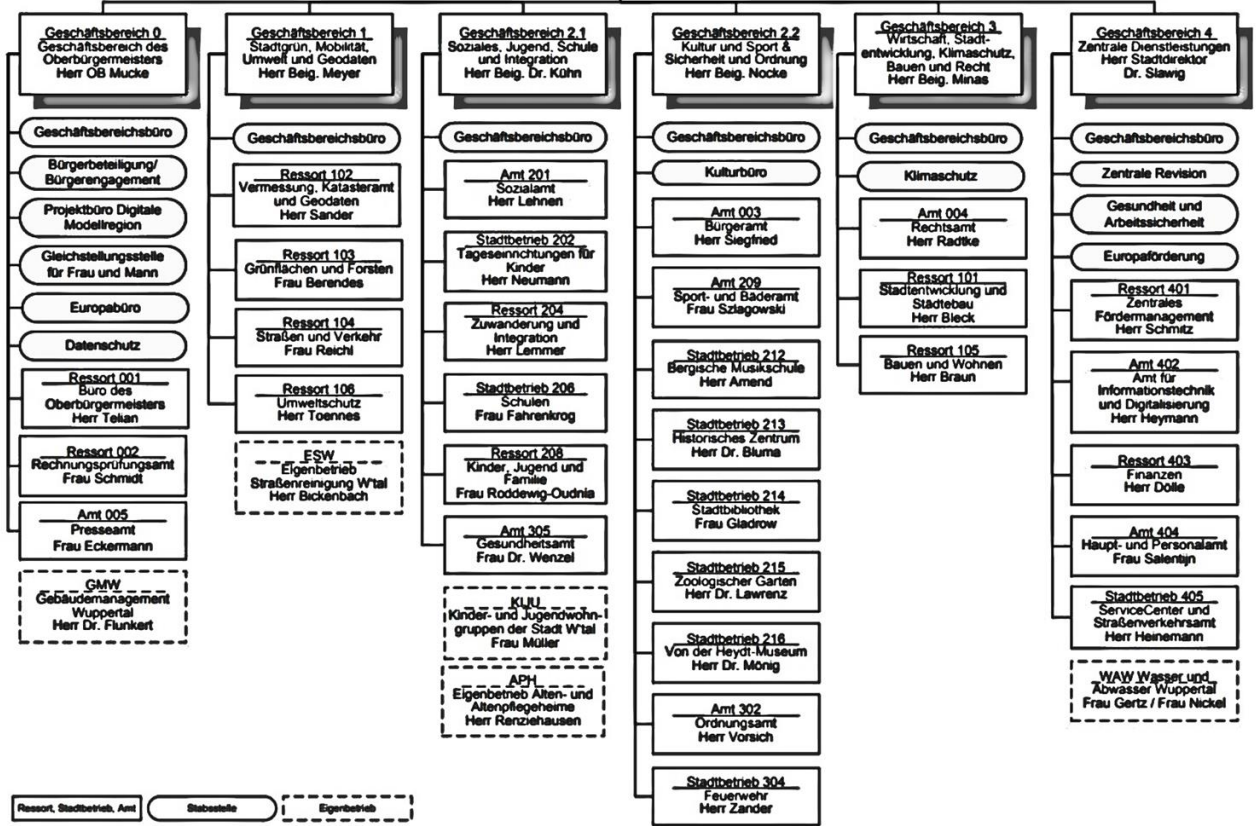 Geschäftsbereich 0
Geschäftsbereich des
Oberbürgermeisters
Herr OB Mucke
Geschäftsbereichsbüro
Bürgerbeteiligung/
Bürgerengagement
Projektbüro Digitale
Modellregion
Gleichstellungsstelle
für Frau und Mann
Europabüro
Datenschutz
Ressort 001
Büro des
Oberbürgermeisters
Herr Telian
Ressort 002
Rechnungsprüfungsamt
Frau Schmidt
Amt 005
Presseamt
Frau Eckermann
GMW
Gebäudemanagement
Wuppertal
Herr Dr. Flunkert
Geschäftsbereich 1
Stadtgrün, Mobilität,
Umwelt und Geodaten
Herr Beig. Meyer
Geschäftsbereichsbüro
Ressort 102
Vermessung, Katasteramt
und Geodaten
Herr Sander
Ressort 103
Grünflächen und Forsten
Frau Berendes
Ressort 104
Straßen und Verkehr
Frau Reichl
Ressort 106
Umweltschutz
Herr Toennes
ESW
Eigenbetrieb
Straßenreinigung W'tal
Herr Bickenbach
Geschäftsbereich 2.1
Soziales, Jugend, Schule
und Integration
Herr Beig. Dr. Kühn
Geschäftsbereichsbüro
Amt 201
Sozialamt
Herr Lehnen
Stadtbetrieb 202
Tageseinrichtungen für
Kinder
Herr Neumann
Ressort 204
Zuwanderung und
Integration
Herr Lemmer
Stadtbetrieb 206
Schulen
Frau Fahrenkrog
Ressort 208
Kinder, Jugend und
Familie
Frau Roddewig-Oudnia
Amt 305
Gesundheitsamt
Frau Dr. Wenzel
KIJU
Kinder- und Jugendwohn-
gruppen der Stadt W'tal
Frau Müller
APH
Eigenbetrieb Alten- und
Altenpflegeheime
Herr Renziehausen
Geschäftsbereich 2.2
Kultur und Sport &
Sicherheit und Ordnung
Herr Beig. Nocke
Geschäftsbereichsbüro
Kulturbüro
Amt 003
Bürgeramt
Herr Siegfried
Amt 209
Sport- und Bäderamt
Frau Szlagowski
Stadtbetrieb 212
Bergische Musikschule
Herr Amend
Stadtbetrieb 213
Historisches Zentrum
Herr Dr. Bluma
Stadtbetrieb 214
Stadtbibliothek
Frau Gladrow
Stadtbetrieb 215
Zoologischer Garten
Herr Dr. Lawrenz
Stadtbetrieb 216
Von der Heydt-Museum
Herr Dr. Mönig
Amt 302
Ordnungsamt
Herr Vorsich
Stadtbetrieb 304
Feuerwehr
Herr Zander
Geschäftsbereich 3
Wirtschaft, Stadt-
entwicklung, Klimaschutz,
Bauen und Recht
Herr Beig. Minas
Geschäftsbereichsbüro
Klimaschutz
Amt 004
Rechtsamt
Herr Radtke
Ressort 101
Stadtentwicklung und
Städtebau
Herr Bleck
Ressort 105
Bauen und Wohnen
Herr Braun
Geschäftsbereich 4
Zentrale Dienstleistungen
Herr Stadtdirektor
Dr. Slawig
Geschäftsbereichsbüro
Zentrale Revision
Gesundheit und
Arbeitssicherheit
Europaförderung
Ressort 401
Zentrales
Fördermanagement
Herr Schmitz
Amt 402
Amt für
Informationstechnik
und Digitalisierung
Herr Heymann
Ressort 403
Finanzen
Herr Dölle
Amt 404
Haupt- und Personalamt
Frau Salentijn
Stadtbetrieb 405
ServiceCenter und
Straßenverkehrsamt
Herr Heinemann
WAW Wasser und
Abwasser Wuppertal
Frau Gertz / Frau Nickel
Ressort, Stadtbetrieb, Amt
Stabsstelle
Eigenbetrieb